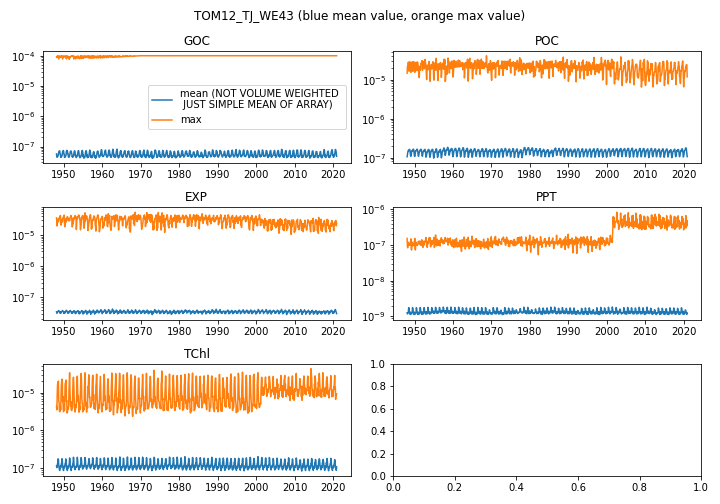 TOM12_TJ_WE43 (blue mean value, orange max value)
GOC
10⁻⁴
10⁻⁵
10⁻⁶
10⁻⁷
mean (NOT VOLUME WEIGHTED
JUST SIMPLE MEAN OF ARRAY)
max
1950 1960 1970 1980 1990 2000 2010 2020
POC
10⁻⁵
10⁻⁶
10⁻⁷
1950 1960 1970 1980 1990 2000 2010 2020
EXP
10⁻⁵
10⁻⁶
10⁻⁷
1950 1960 1970 1980 1990 2000 2010 2020
PPT
10⁻⁶
10⁻⁷
10⁻⁸
10⁻⁹
1950 1960 1970 1980 1990 2000 2010 2020
TChl
10⁻⁵
10⁻⁶
10⁻⁷
1950 1960 1970 1980 1990 2000 2010 2020
1.0
0.8
0.6
0.4
0.2
0.0
0.0 0.2 0.4 0.6 0.8 1.0